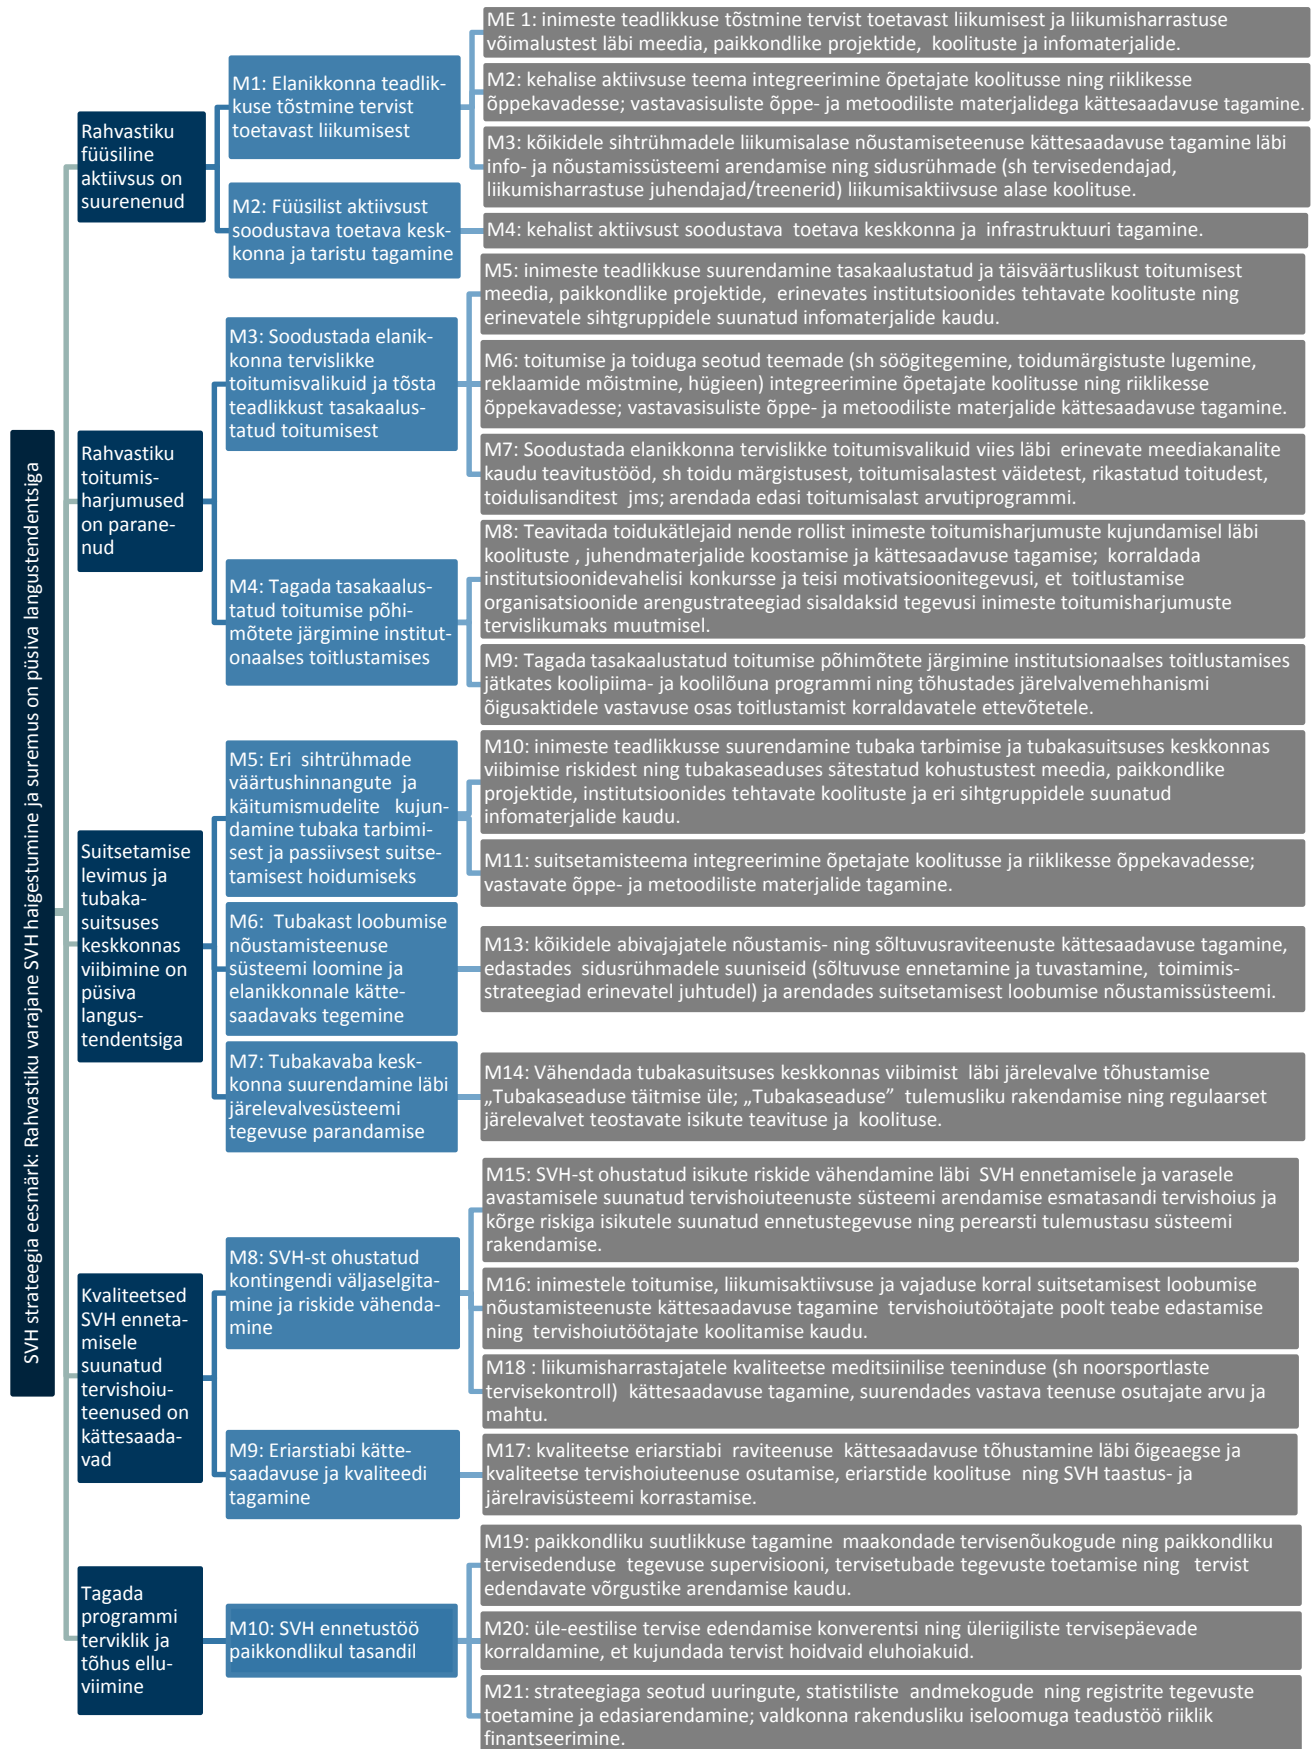 SVH strateegia eesmärk: Rahvastiku varajane SVH haigestumine ja suremus on püsiva langustendentsiga
Rahvastiku
füüsiline
aktiivsus on
suurenenud
M1: Elanikkonna teadlik-
kuse tõstmine tervist
toetavast liikumisest
ME 1: inimeste teadlikkuse tõstmine tervist toetavast liikumisest ja liikumisharrastuse
võimalustest läbi meedia, paikkondlike projektide, koolituste ja infomaterjalide.
M2: kehalise aktiivsuse teema integreerimine õpetajate koolitusse ning riiklikesse
õppekavadesse; vastavasisuliste õppe- ja metoodiliste materjalidega kättesaadavuse tagamine.
M3: kõikidele sihtrühmadele liikumisalase nõustamiseteenuse kättesaadavuse tagamine läbi
info- ja nõustamissüsteemi arendamise ning sidusrühmade (sh tervisedendajad,
liikumisharrastuse juhendajad/treenerid) liikumisaktiivsuse alase koolituse.
M2: Füüsilist aktiivsust
soodustava toetava kesk-
konna ja taristu tagamine
M4: kehalist aktiivsust soodustava toetava keskkonna ja infrastruktuuri tagamine.
Rahvastiku
toitumis-
harjumused
on parane-
nud
M3: Soodustada elanik-
konna tervislikke
toitumisvalikuid ja tõsta
teadlikkust tasakaalus-
tatud toitumisest
M5: inimeste teadlikkuse suurendamine tasakaalustatud ja täisväärtuslikust toitumisest
meedia, paikkondlike projektide, erinevates institutsioonides tehtavate koolituste ning
erinevatele sihtgruppidele suunatud infomaterjalide kaudu.
M6: toitumise ja toiduga seotud teemade (sh söögitegemine, toidumärgistuste lugemine,
reklaamide mõistmine, hügieen) integreerimine õpetajate koolitusse ning riiklikesse
õppekavadesse; vastavasisuliste õppe- ja metoodiliste materjalide kättesaadavuse tagamine.
M7: Soodustada elanikkonna tervislikke toitumisvalikuid viies läbi erinevate meediakanalite
kaudu teavitustööd, sh toidu märgistusest, toitumisalastest väidetest, rikastatud toitudest,
toidulisanditest jms; arendada edasi toitumisalast arvutiprogrammi.
M4: Tagada tasakaalus-
tatud toitumise põhi-
mõtete järgimine institut-
onaalses toitlustamises
M8: Teavitada toidukätlejaid nende rollist inimeste toitumisharjumuste kujundamisel läbi
koolituste , juhendmaterjalide koostamise ja kättesaadavuse tagamise; korraldada
institutsioonidevahelisi konkursse ja teisi motivatsioonitegevusi, et toitlustamise
organisatsioonide arengustrateegiad sisaldaksid tegevusi inimeste toitumisharjumuste
tervislikumaks muutmisel.
M9: Tagada tasakaalustatud toitumise põhimõtete järgimine institutsionaalses toitlustamises
jätkates koolipiima- ja koolilõuna programmi ning tõhustades järelvalvemehhanismi
õigusaktidele vastavuse osas toitlustamist korraldavatele ettevõtetele.
Suitsetamise
levimus ja
tubaka-
suitsuses
keskkonnas
viibimine on
püsiva
langus-
tendentsiga
M5: Eri sihtrühmade
väärtushinnangute ja
käitumismudelite kujun-
damine tubaka tarbimi-
sest ja passiivsest suitse-
tamisest hoidumiseks
M10: inimeste teadlikkusse suurendamine tubaka tarbimise ja tubakasuitsuses keskkonnas
viibimise riskidest ning tubakaseaduses sätestatud kohustustest meedia, paikkondlike
projektide, institutsioonides tehtavate koolituste ja eri sihtgruppidele suunatud
infomaterjalide kaudu.
M11: suitsetamisteema integreerimine õpetajate koolitusse ja riiklikesse õppekavadesse;
vastavate õppe- ja metoodiliste materjalide tagamine.
M6: Tubakast loobumise
nõustamisteenuse
süsteemi loomine ja
elanikkonnale kätte-
saadavaks tegemine
M13: kõikidele abivajajatele nõustamis- ning sõltuvusraviteenuste kättesaadavuse tagamine,
edastades sidusrühmadele suuniseid (sõltuvuse ennetamine ja tuvastamine, toimimis-
strateegiad erinevatel juhtudel) ja arendades suitsetamisest loobumise nõustamissüsteemi.
M7: Tubakavaba kesk-
konna suurendamine läbi
järelevalvesüsteemi
tegevuse parandamise
M14: Vähendada tubakasuitsuses keskkonnas viibimist läbi järelevalve tõhustamise
„Tubakaseaduse täitmise üle; „Tubakaseaduse” tulemusliku rakendamise ning regulaarset
järelevalvet teostavate isikute teavituse ja koolituse.
Kvaliteetsed
SVH enneta-
misele
suunatud
tervishoiu-
teenused on
kättesaada-
vad
M8: SVH-st ohustatud
kontingendi väljaselgita-
mine ja riskide vähenda-
mine
M15: SVH-st ohustatud isikute riskide vähendamine läbi SVH ennetamisele ja varasele
avastamisele suunatud tervishoiuteenuste süsteemi arendamise esmatasandi tervishoius ja
kõrge riskiga isikutele suunatud ennetustegevuse ning perearsti tulemustasu süsteemi
rakendamise.
M16: inimestele toitumise, liikumisaktiivsuse ja vajaduse korral suitsetamisest loobumise
nõustamisteenuste kättesaadavuse tagamine tervishoiutöötajate poolt teabe edastamise
ning tervishoiutöötajate koolitamise kaudu.
M18 : liikumisharrastajatele kvaliteetse meditsiinilise teeninduse (sh noorsportlaste
tervisekontroll) kättesaadavuse tagamine, suurendades vastava teenuse osutajate arvu ja
mahtu.
M9: Eriarstiabi kätte-
saadavuse ja kvaliteedi
tagamine
M17: kvaliteetse eriarstiabi raviteenuse kättesaadavuse tõhustamine läbi õigeaegse ja
kvaliteetse tervishoiuteenuse osutamise, eriarstide koolituse ning SVH taastus- ja
järelravisüsteemi korrastamise.
Tagada
programmi
terviklik ja
tõhus ellu-
viimine
M10: SVH ennetustöö
paikkondlikul tasandil
M19: paikkondliku suutlikkuse tagamine maakondade tervisenõukogude ning paikkondliku
tervisedenduse tegevuse supervisiooni, tervisetubade tegevuste toetamise ning tervist
edendavate võrgustike arendamise kaudu.
M20: üle-eestilise tervise edendamise konverentsi ning üleriigiliste tervisepäevade
korraldamine, et kujundada tervist hoidvaid eluhoiakuid.
M21: strateegiaga seotud uuringute, statistiliste andmekogude ning registrite tegevuste
toetamine ja edasiarendamine; valdkonna rakendusliku iseloomuga teadustöö riiklik
finantseerimine.